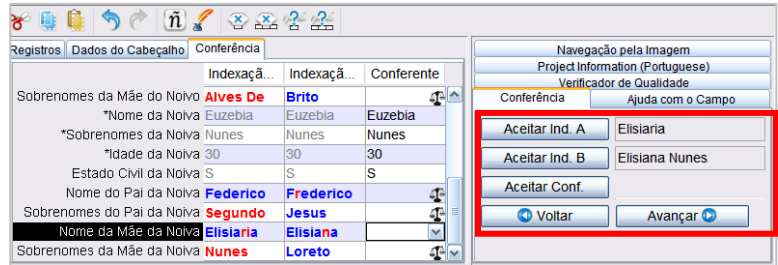 ñ
Registros Dados do Cabeçalho Conferência
Indexaçã... Indexaçã... Conferente
Sobrenomes da Mãe do Noivo Alves De Brito
*Nome da Noiva Euzebia Euzebia Euzebia
*Sobrenomes da Noiva Nunes Nunes Nunes
*Idade da Noiva 30 30 30
Estado Civil da Noiva S S S
Nome do Pai da Noiva Federico Frederico
Sobrenomes do Pai da Noiva Segundo Jesus
Nome da Mãe da Noiva Elisiaria Elisiana
Sobrenomes da Mãe da Noiva Nunes Loreto
Navegação pela Imagem
Project Information (Portuguese)
Verificador de Qualidade
Conferência Ajuda com o Campo
Aceitar Ind. A Elisiaria
Aceitar Ind. B Elisiana Nunes
Aceitar Conf.
Voltar Avançar